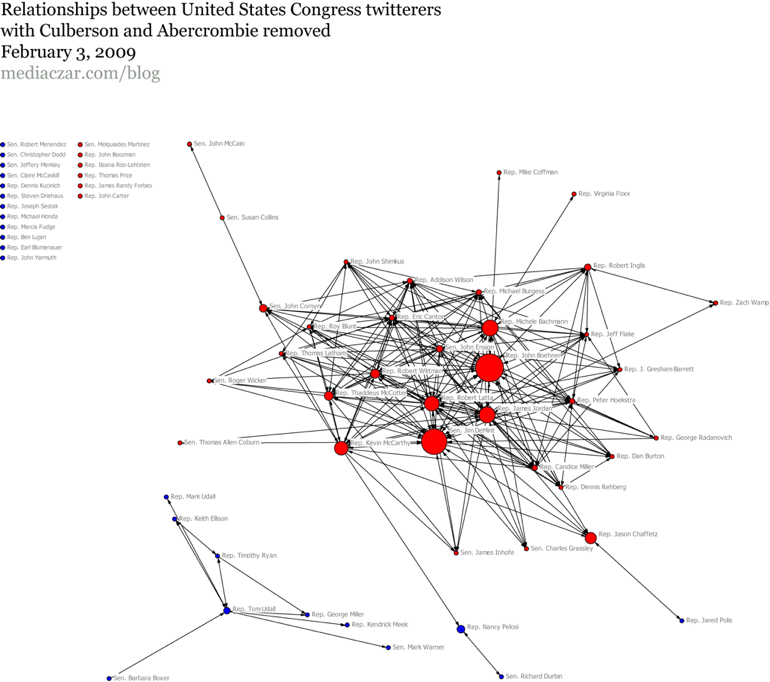 Relationships between United States Congress twitterers
with Culberson and Abercrombie removed
February 3, 2009
mediaczar.com/blog
Sen. Robert Menendez
Sen. Christopher Dodd
Sen. Jeffery Merkley
Sen. Claire McCaskill
Rep. Dennis Kucinich
Rep. Steven Driehaus
Rep. Joseph Sestak
Rep. Michael Honda
Rep. Marcia Fudge
Rep. Ben Lujan
Rep. Earl Blumenauer
Rep. John Yarmuth
Sen. Melquiades Martinez
Rep. John Boozman
Rep. Ileana Ros-Lehtinen
Rep. Thomas Price
Rep. James Randy Forbes
Rep. John Carter
Sen. John McCain
Rep. Mike Coffman
Rep. Virginia Foxx
Sen. Susan Collins
Rep. John Shimkus
Rep. Robert Inglis
Rep. Addison Wilson
Rep. Michael Burgess
Rep. Zach Wamp
Sen. John Cornyn
Rep. Eric Cantor
Rep. Michele Bachmann
Rep. Roy Blunt
Rep. Jeff Flake
Sen. John Ensign
Rep. Thomas Latham
Rep. John Boehner
Rep. J. Gresham Barrett
Rep. Robert Wittman
Sen. Roger Wicker
Rep. Thaddeus McCotter
Rep. Robert Latta
Rep. Peter Hoekstra
Rep. James Jordan
Sen. Jim DeMint
Rep. George Radanovich
Sen. Thomas Allen Coburn
Rep. Kevin McCarthy
Rep. Dan Burton
Rep. Candice Miller
Rep. Dennis Rehberg
Rep. Mark Udall
Rep. Keith Ellison
Rep. Jason Chaffetz
Sen. James Inhofe
Sen. Charles Grassley
Rep. Timothy Ryan
Rep. Tom Udall
Rep. George Miller
Rep. Kendrick Meek
Rep. Jared Polis
Rep. Nancy Pelosi
Sen. Mark Warner
Sen. Barbara Boxer
Sen. Richard Durbin